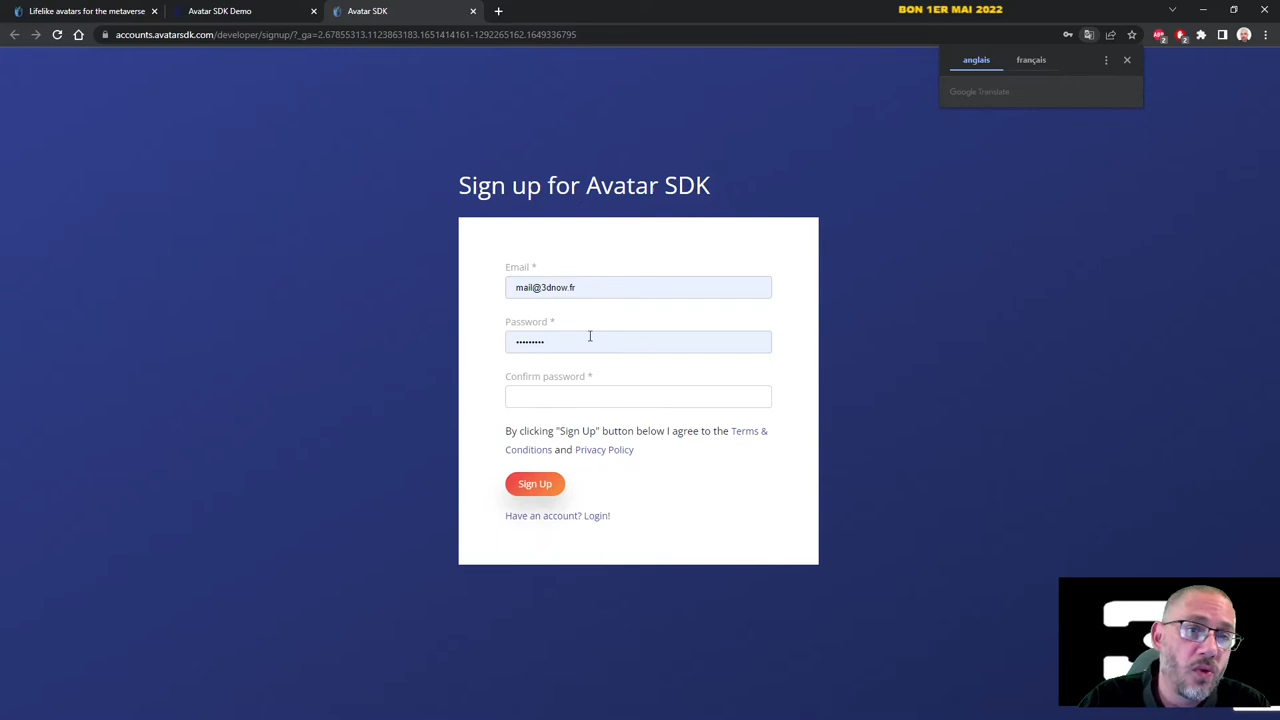 Lifelike avatars for the metaverse
Avatar SDK Demo
Avatar SDK
BON 1ER MAI 2022
accounts.avatarsdk.com/developer/signup/?_ga=2.67855313.1123863183.1651414161-1292265162.1649336795
2
2
anglais
français
Google Translate
Sign up for Avatar SDK
Email *
mail@3dnow.fr
Password *
•••••••••
Confirm password *
By clicking "Sign Up" button below I agree to the Terms &
Conditions and Privacy Policy
Sign Up
Have an account? Login!
3